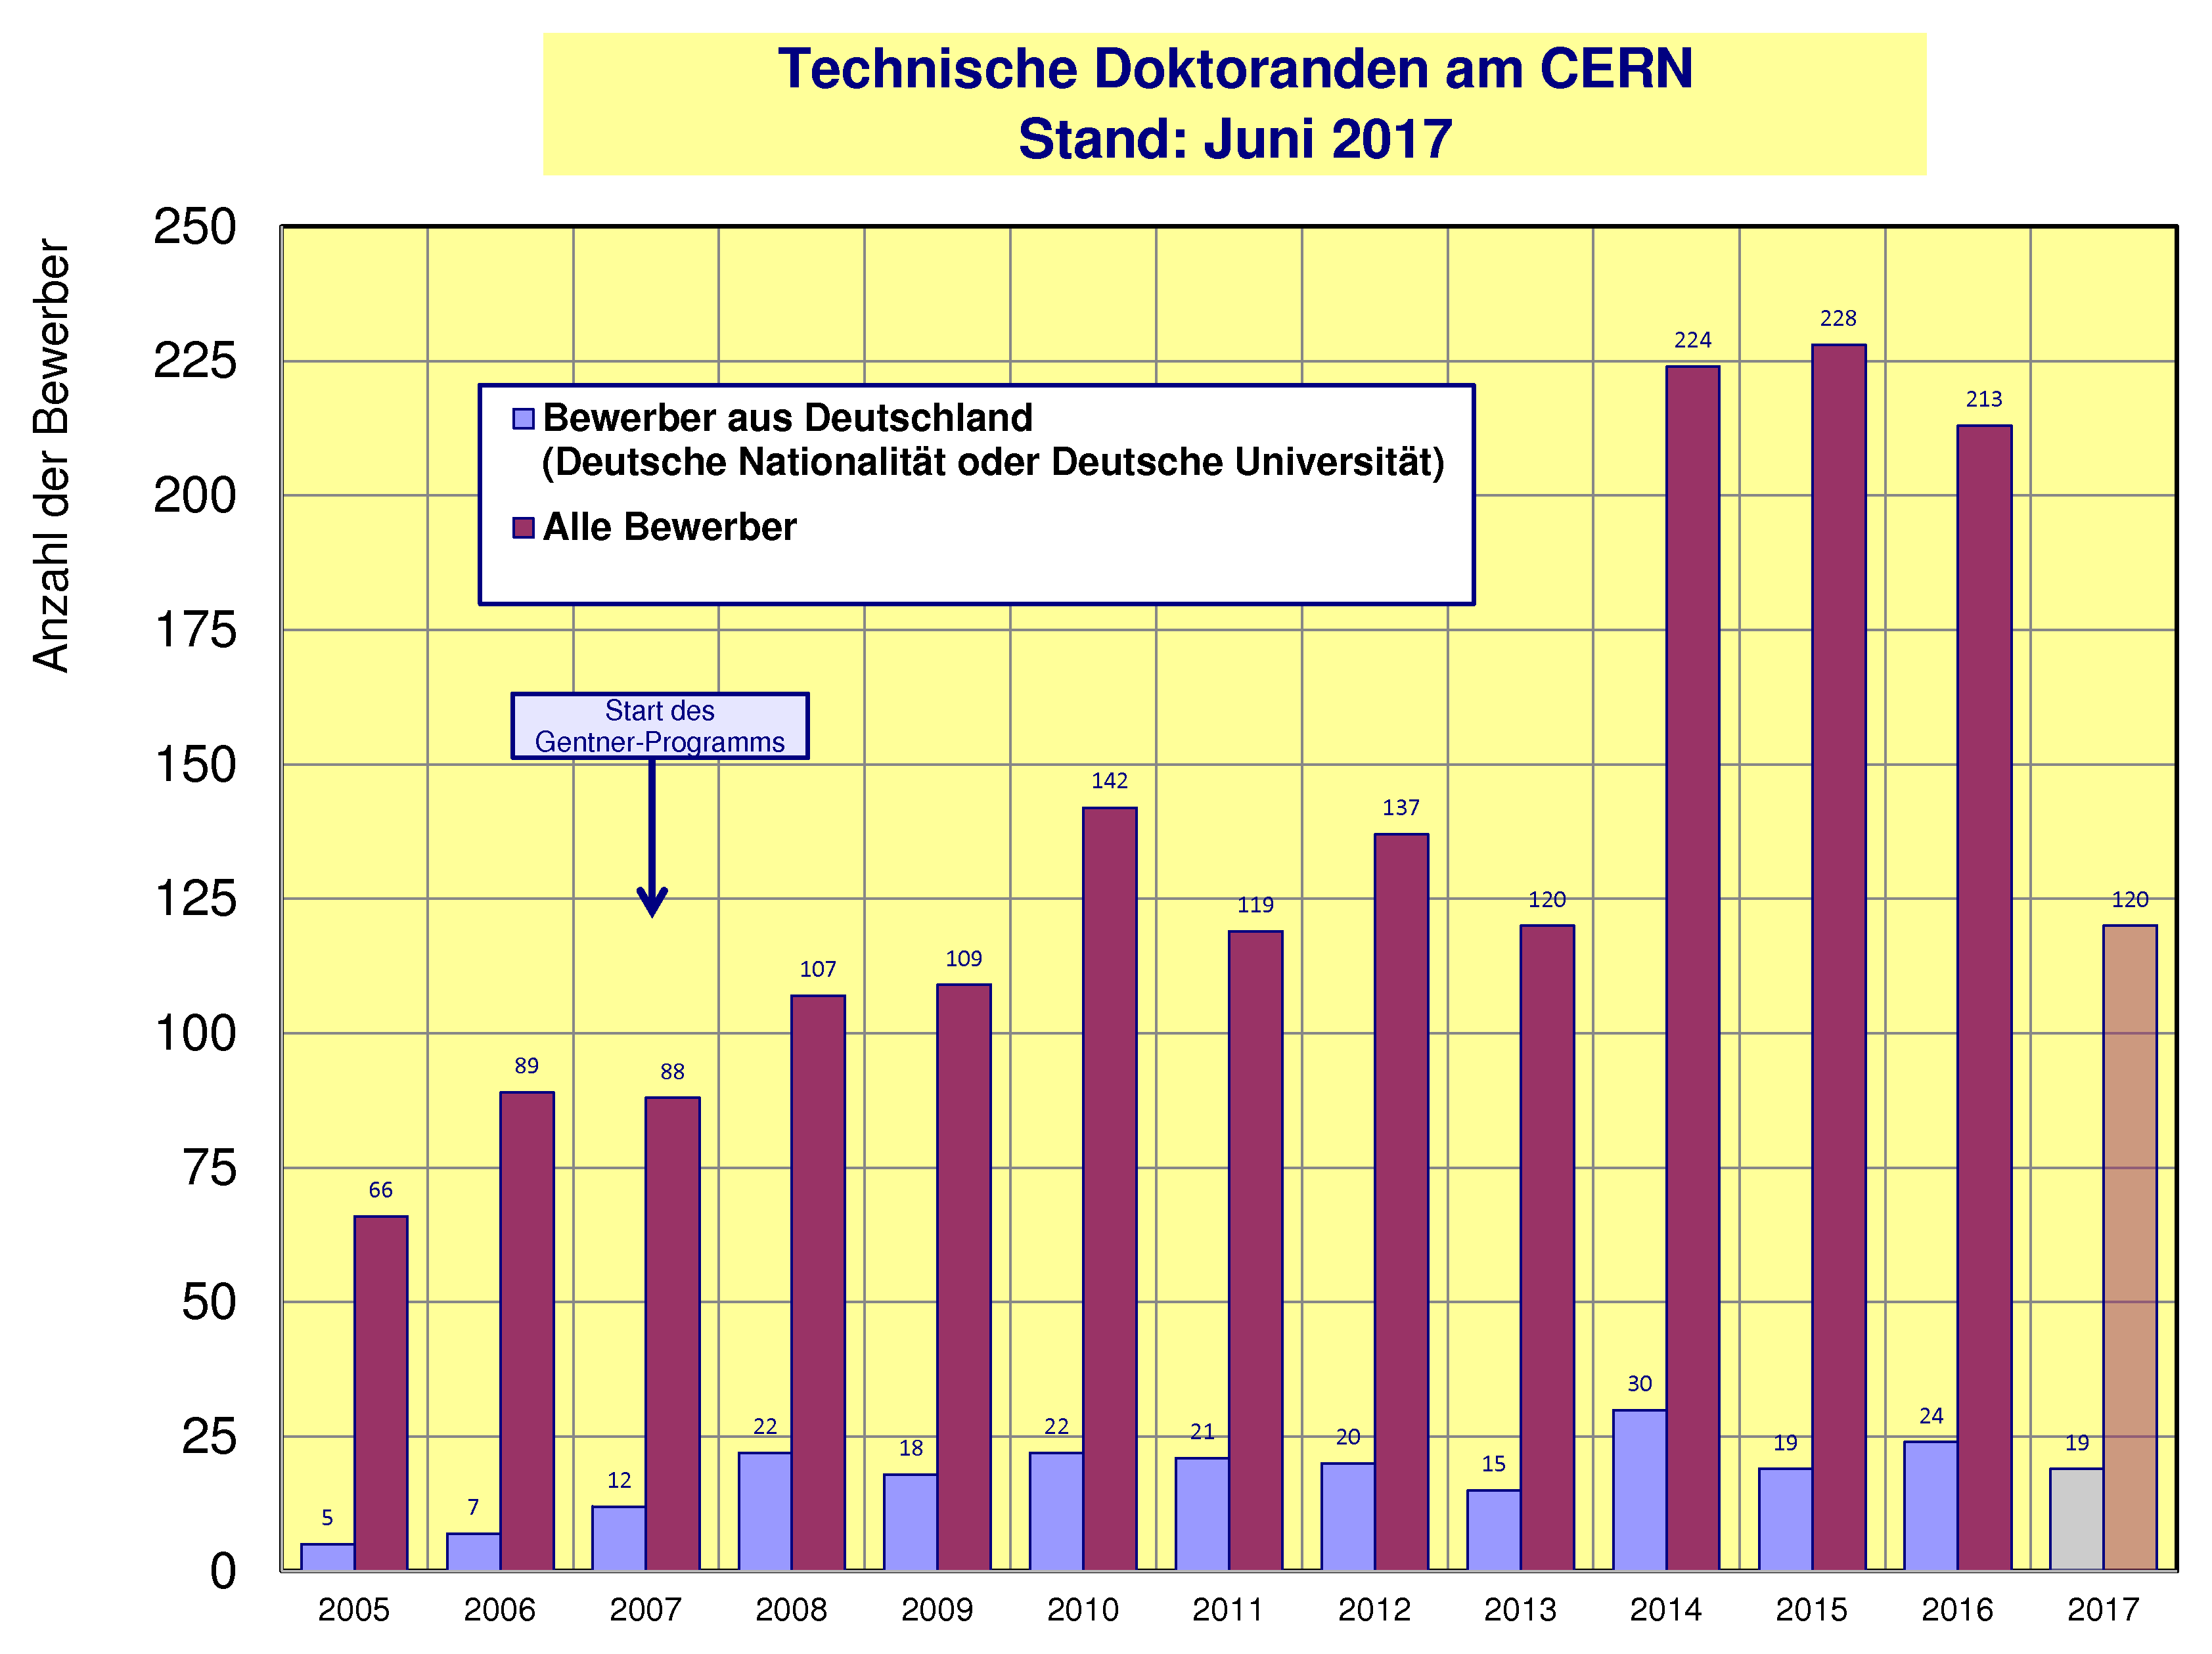 Technische Doktoranden am CERN
Stand: Juni 2017
Anzahl der Bewerber
250
225
200
175
150
125
100
75
50
25
0
Bewerber aus Deutschland
(Deutsche Nationalität oder Deutsche Universität)
Alle Bewerber
Start des
Gentner-Programms
5 66
7 89
12 88
22 107
18 109
22 142
21 119
20 137
15 120
30 224
19 228
24 213
19 120
2005 2006 2007 2008 2009 2010 2011 2012 2013 2014 2015 2016 2017